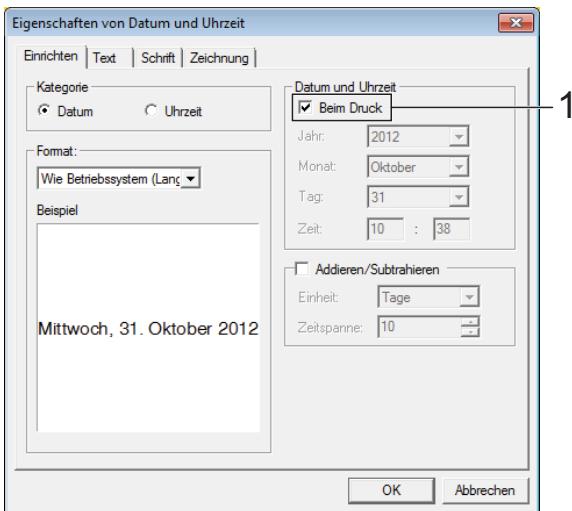 Eigenschaften von Datum und Uhrzeit
Einrichten Text Schrift Zeichnung
Kategorie
Datum Uhrzeit
Format:
Wie Betriebssystem (Lang
Beispiel
Mittwoch, 31. Oktober 2012
Datum und Uhrzeit
Beim Druck
1
Jahr: 2012
Monat: Oktober
Tag: 31
Zeit: 10 : 38
Addieren/Subtrahieren
Einheit: Tage
Zeitspanne: 10
OK Abbrechen